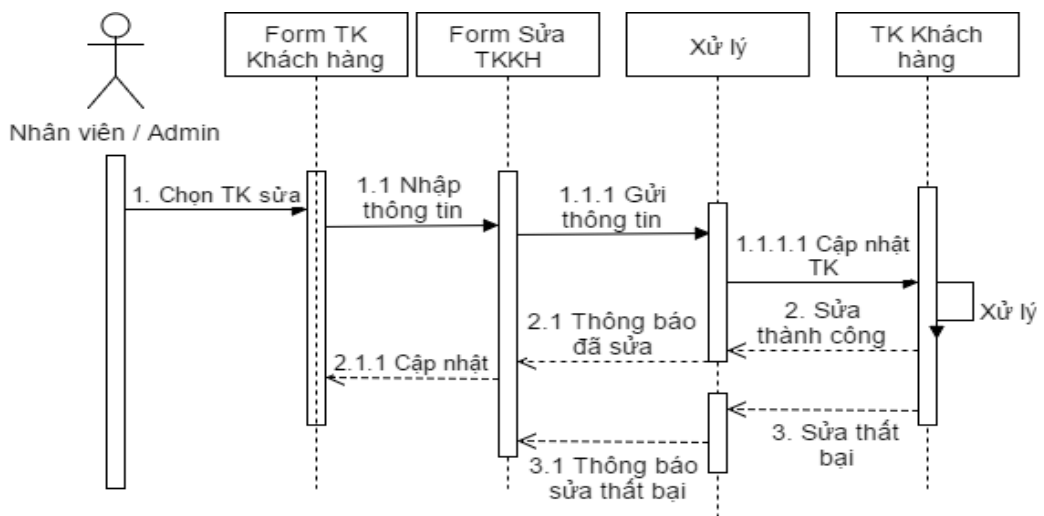 Form TK
Khách hàng
Form Sửa
TKKH
Xử lý
TK Khách
hàng
Nhân viên / Admin
1. Chọn TK sửa
1.1 Nhập
thông tin
1.1.1 Gửi
thông tin
1.1.1.1 Cập nhật
TK
Xử lý
2. Sửa
thành công
2.1 Thông báo
đã sửa
2.1.1 Cập nhật
3. Sửa thất
bại
3.1 Thông báo
sửa thất bại